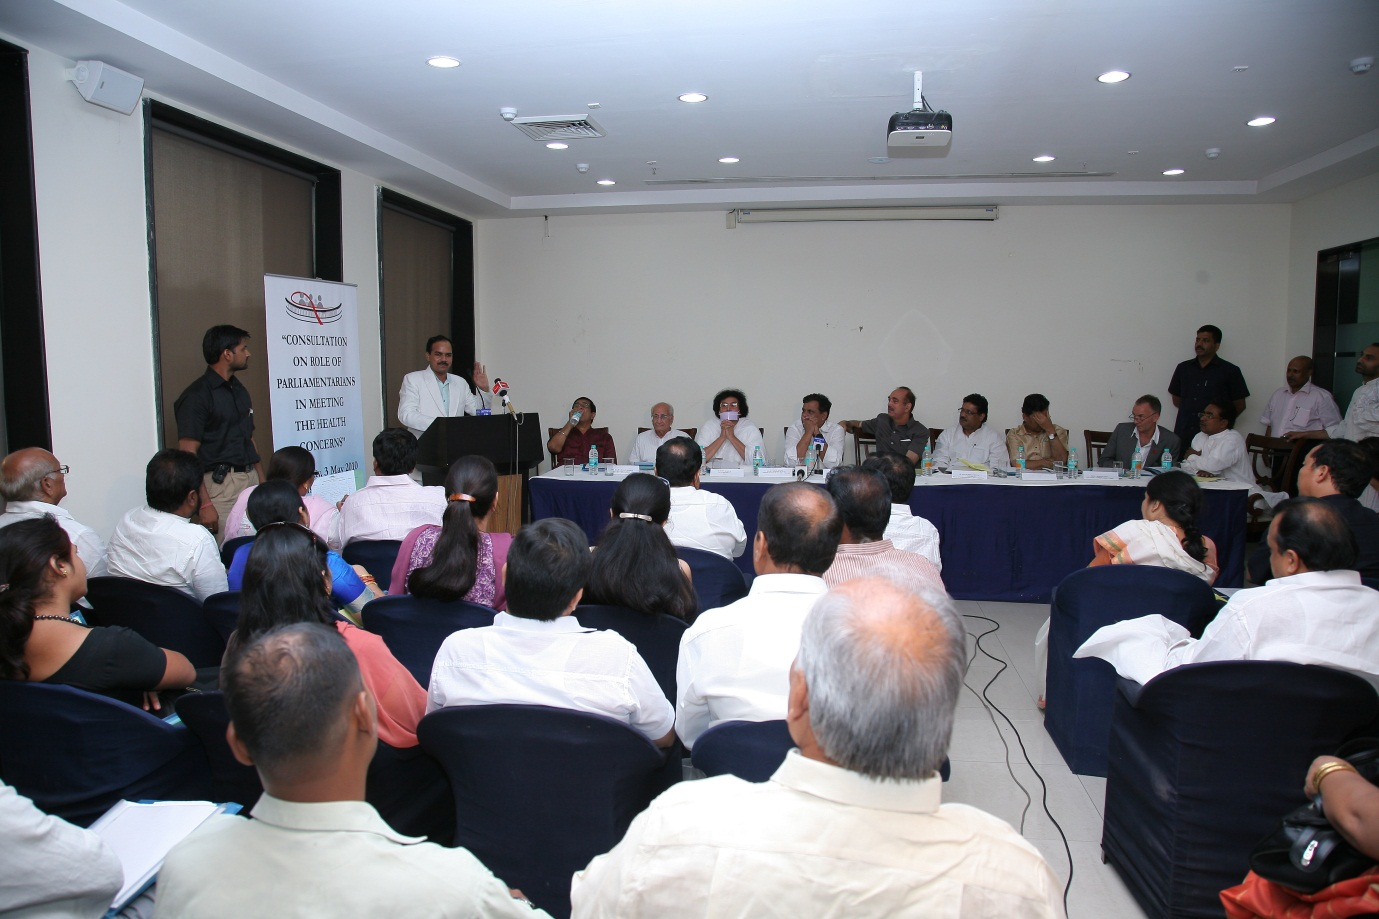 “CONSULTATION
ON ROLE OF
PARLIAMENTARIANS
IN MEETING
THE HEALTH
CONCERNS”
, 3 May 2010